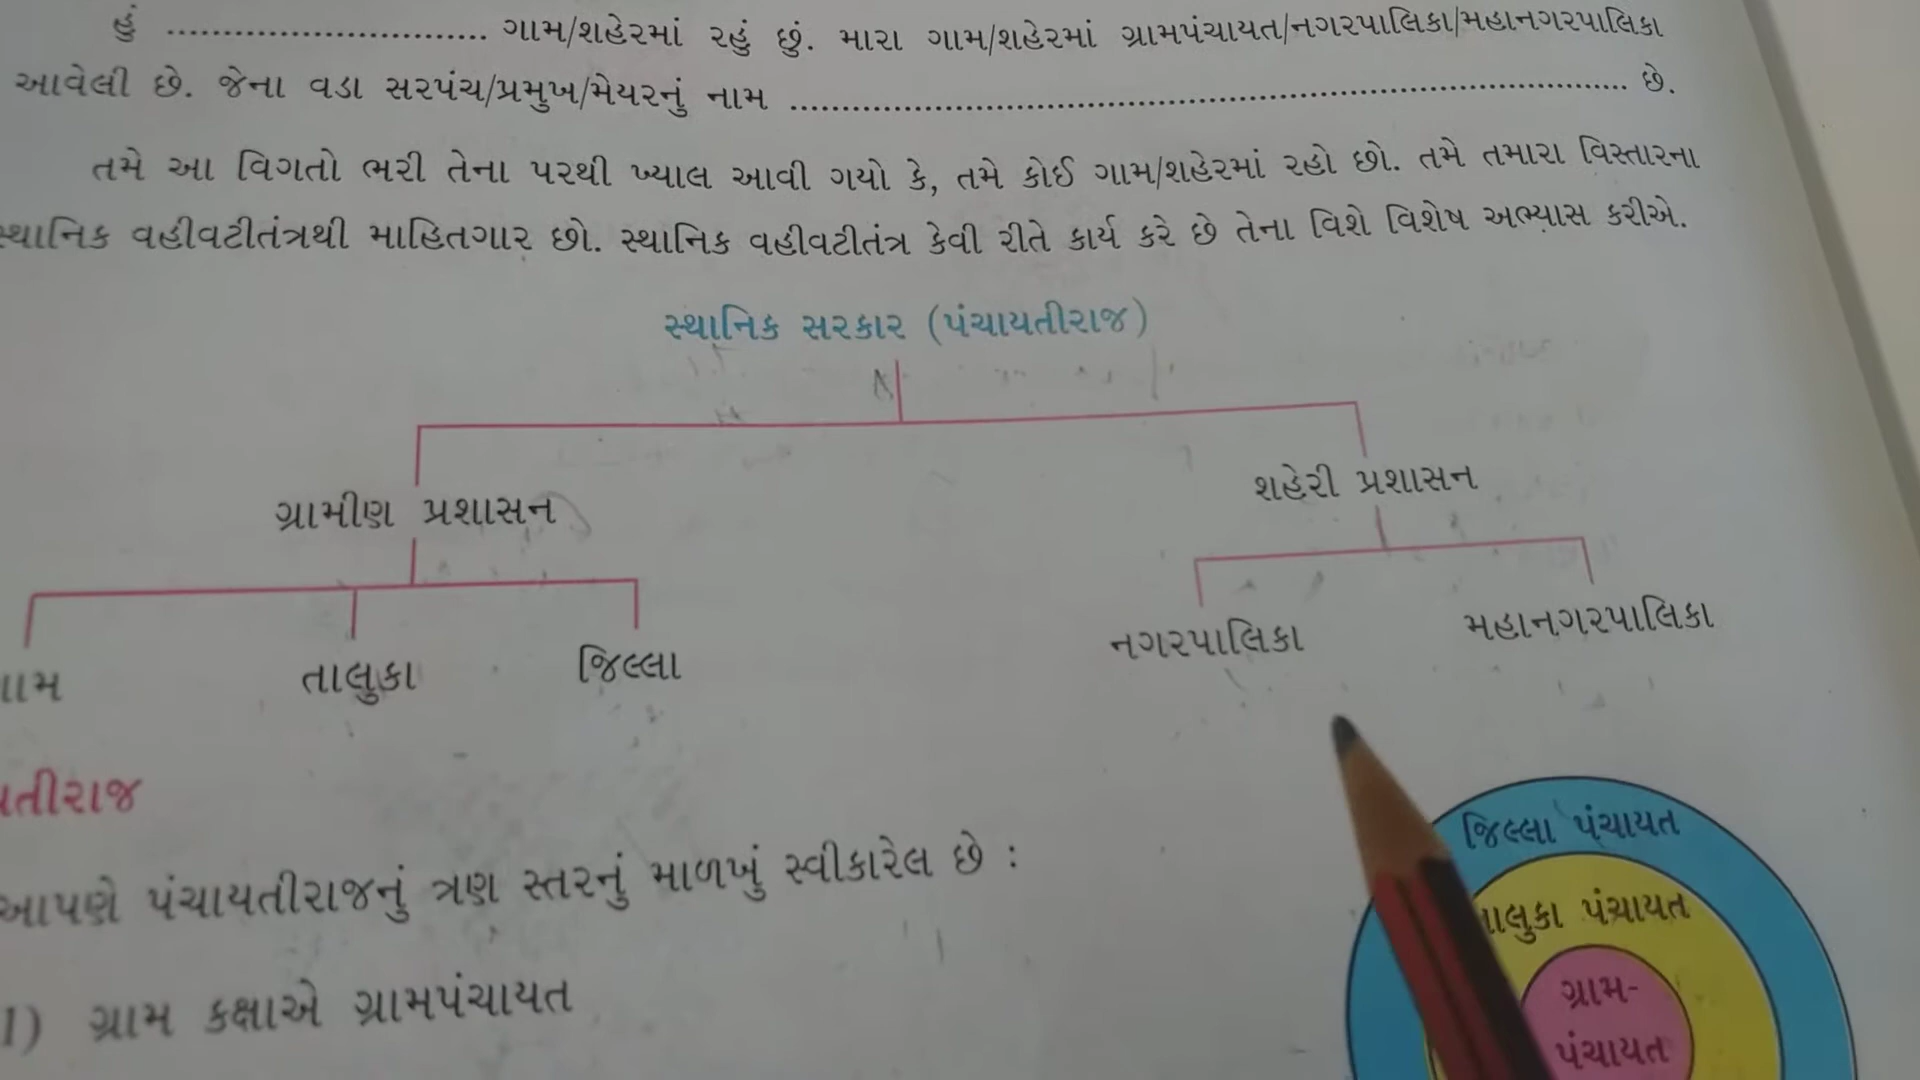 હું ............................... ગામ/શહેરમાં રહું છું. મારા ગામ/શહેરમાં ગ્રામપંચાયત/નગરપાલિકા/મહાનગરપાલિકા
આવેલી છે. જેના વડા સરપંચ/પ્રમુખ/મેયરનું નામ ................................................................................ છે.
તમે આ વિગતો ભરી તેના પરથી ખ્યાલ આવી ગયો કે, તમે કોઈ ગામ/શહેરમાં રહો છો. તમે તમારા વિસ્તારના
સ્થાનિક વહીવટીતંત્રથી માહિતગાર છો. સ્થાનિક વહીવટીતંત્ર કેવી રીતે કાર્ય કરે છે તેના વિશે વિશેષ અભ્યાસ કરીએ.
સ્થાનિક સરકાર (પંચાયતીરાજ)
ગ્રામીણ પ્રશાસન
શહેરી પ્રશાસન
તાલુકા
જિલ્લા
નગરપાલિકા
મહાનગરપાલિકા
આપણે પંચાયતીરાજનું ત્રણ સ્તરનું માળખું સ્વીકારેલ છે :
1) ગ્રામ કક્ષાએ ગ્રામપંચાયત
જિલ્લા પંચાયત
પંચાયત
ગ્રામ-
પંચાયત